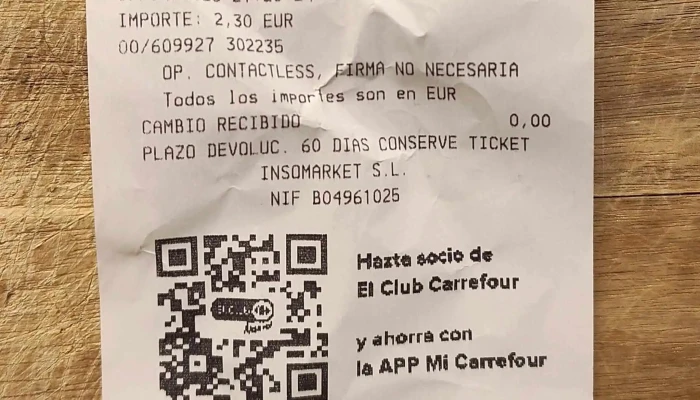 IMPORTE: 2,30 EUR
00/609927 302235
OP. CONTACTLESS, FIRMA NO NECESARIA
Todos los importes son en EUR
CAMBIO RECIBIDO 0,00
PLAZO DEVOLUC. 60 DIAS CONSERVE TICKET
INSOMARKET S.L.
NIF B04961025
Hazte socio de
El Club Carrefour
y ahorra con
la APP Mi Carrefour